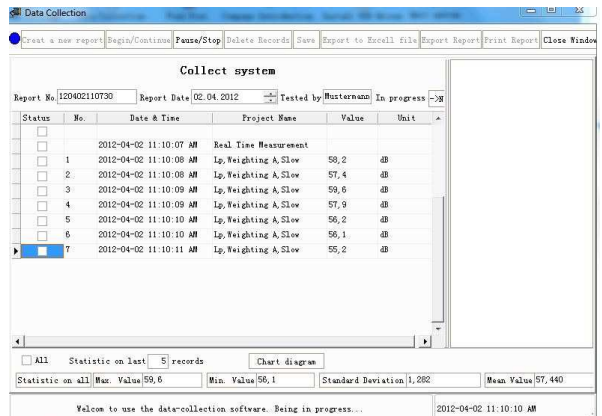 Data Collection
Creat a new report Begin/Continue Pause/Stop Delete Records Save Export to Excell file Export Report Print Report Close Window
Collect system
Report No. 120402110730 Report Date 02.04.2012 Tested by Mustermann In progress ->N
Status No. Date & Time Project Name Value Unit
2012-04-02 11:10:07 AM Real Time Measurement
1 2012-04-02 11:10:08 AM Lp,Weighting A,Slow 58,2 dB
2 2012-04-02 11:10:08 AM Lp,Weighting A,Slow 57,4 dB
3 2012-04-02 11:10:09 AM Lp,Weighting A,Slow 59,6 dB
4 2012-04-02 11:10:09 AM Lp,Weighting A,Slow 57,9 dB
5 2012-04-02 11:10:10 AM Lp,Weighting A,Slow 56,2 dB
6 2012-04-02 11:10:10 AM Lp,Weighting A,Slow 56,1 dB
7 2012-04-02 11:10:11 AM Lp,Weighting A,Slow 55,2 dB
All Statistic on last 5 records Chart diagram
Statistic on all Max. Value 59,6 Min. Value 56,1 Standard Deviation 1,282 Mean Value 57,440
Welcom to use the data-collection software. Being in progress... 2012-04-02 11:10:10 AM